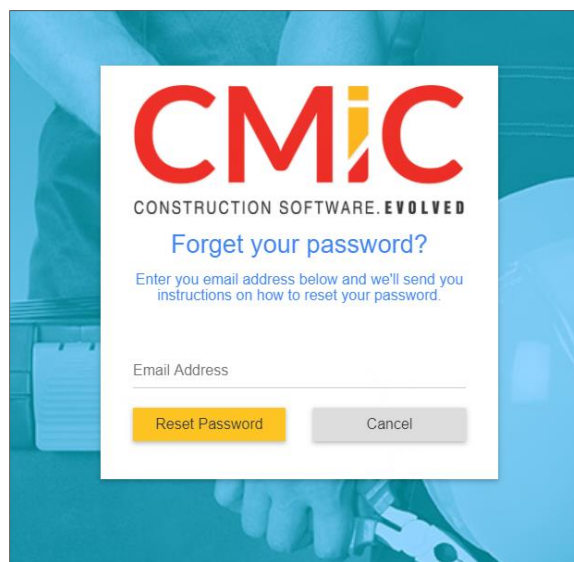 CMiC
CONSTRUCTION SOFTWARE. EVOLVED
Forget your password?
Enter you email address below and we'll send you
instructions on how to reset your password.
Email Address
Reset Password Cancel